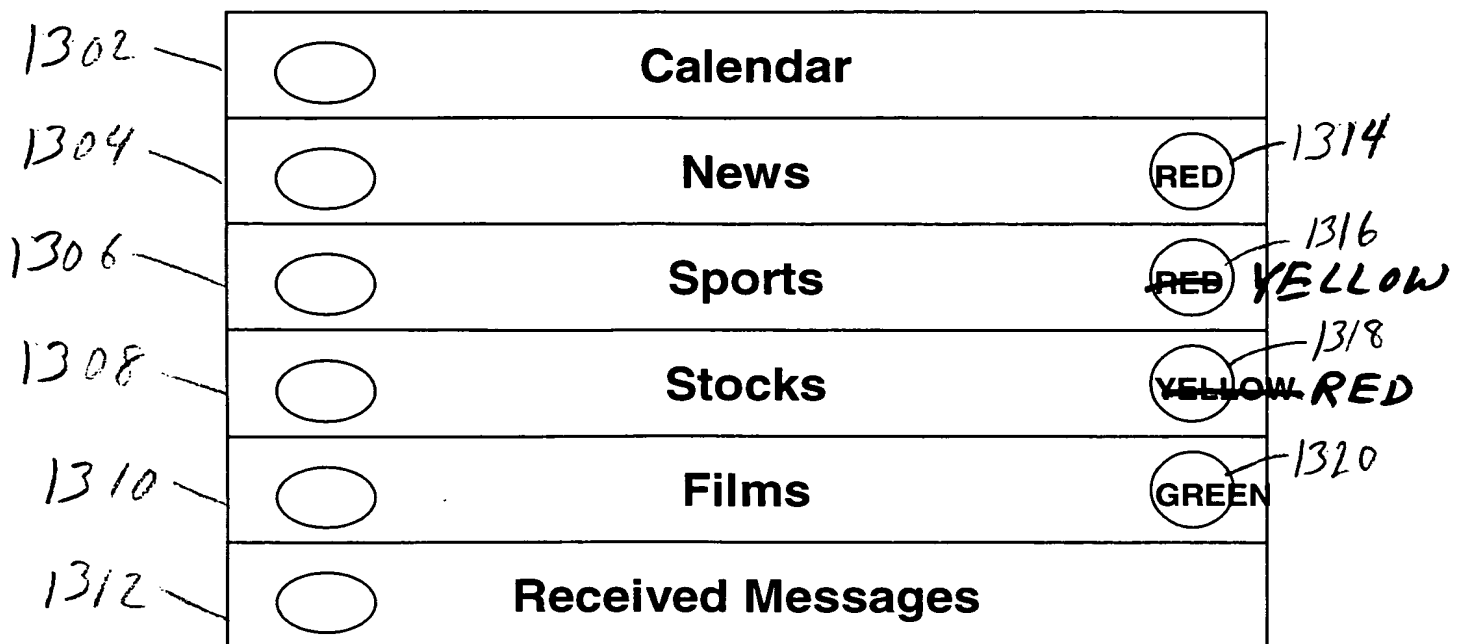 1302 Calendar
1304 News RED 1314
1306 Sports RED YELLOW 1316
1308 Stocks YELLOW RED 1318
1310 Films GREEN 1320
1312 Received Messages